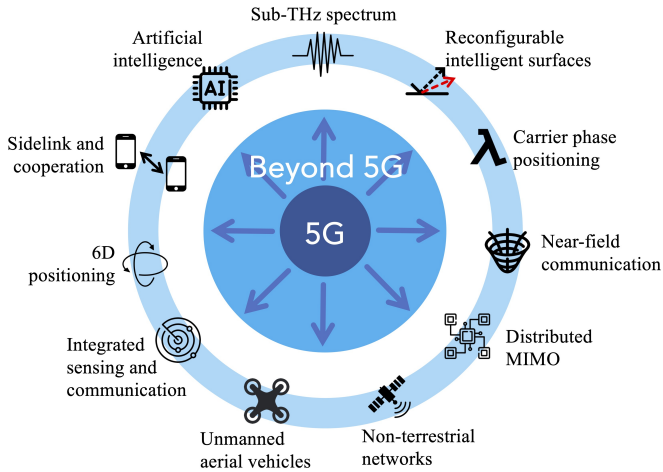 Sub-THz spectrum
Reconfigurable
intelligent surfaces
Carrier phase
positioning
Near-field
communication
Distributed
MIMO
Non-terrestrial
networks
Unmanned
aerial vehicles
Integrated
sensing and
communication
6D
positioning
Sidelink and
cooperation
Artificial
intelligence
AI
λ
Beyond 5G
5G